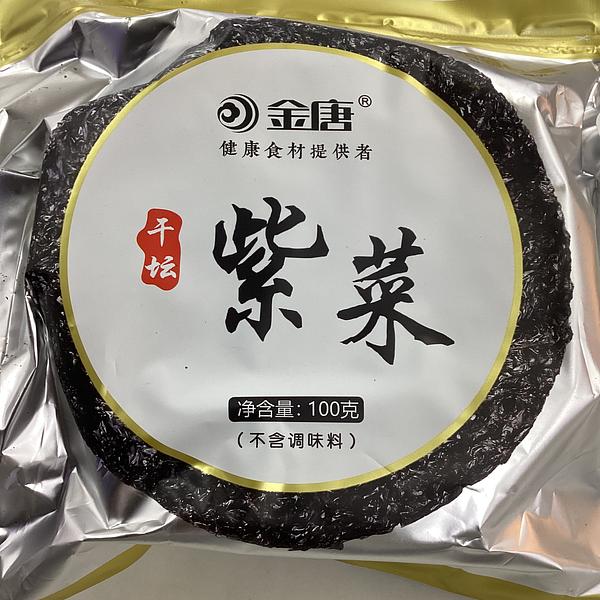 金唐®
健康食材提供者
干坛
紫菜
净含量：100克
（不含调味料）